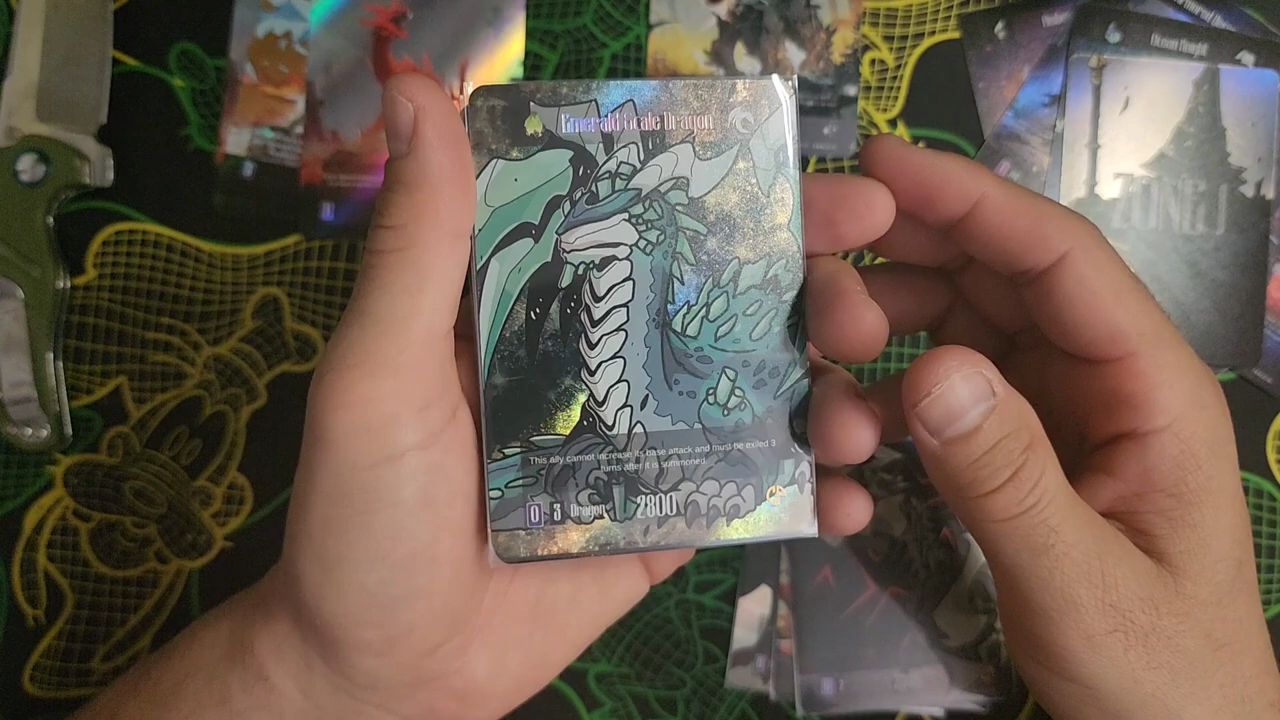 Emerald Scale Dragon
This ally cannot increase its base attack and must be exiled 3
turns after it is summoned.
0 3 Dragon 2800